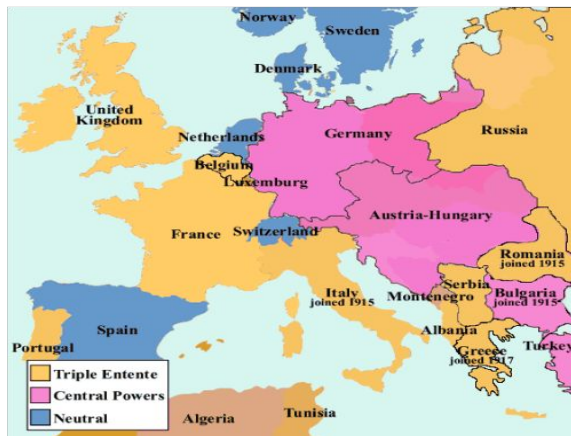 Norway
Sweden
Denmark
United
Kingdom
Netherlands
Germany
Russia
Belgium
Luxemburg
Austria-Hungary
France
Switzerland
Romania
joined 1915
Serbia
Italy
joined 1915
Montenegro
Bulgaria
joined 1915
Spain
Albania
Portugal
Greece
joined 1917
Turkey
Triple Entente
Central Powers
Neutral
Algeria
Tunisia